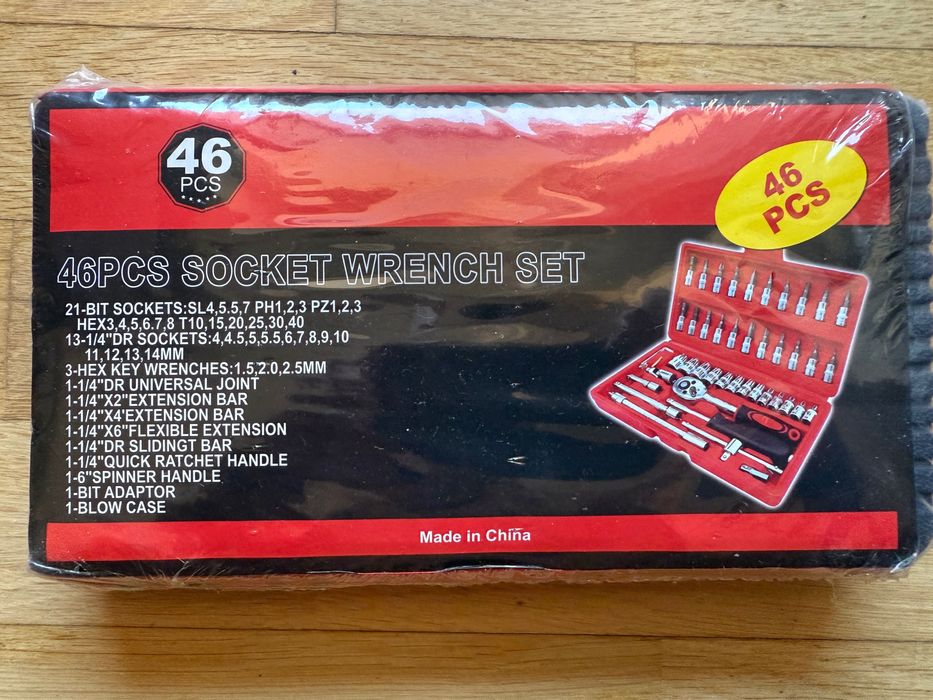 46
PCS
46
PCS
46PCS SOCKET WRENCH SET
21-BIT SOCKETS:SL4,5.5,7 PH1,2,3 PZ1,2,3
HEX3,4,5,6.7,8 T10,15,20,25,30,40
13-1/4"DR SOCKETS:4,4.5,5,5.5,6,7,8,9,10
11,12,13,14MM
3-HEX KEY WRENCHES:1.5,2.0,2.5MM
1-1/4"DR UNIVERSAL JOINT
1-1/4"X2"EXTENSION BAR
1-1/4"X4'EXTENSION BAR
1-1/4"X6"FLEXIBLE EXTENSION
1-1/4"DR SLIDINGT BAR
1-1/4"QUICK RATCHET HANDLE
1-6"SPINNER HANDLE
1-BIT ADAPTOR
1-BLOW CASE
Made in China